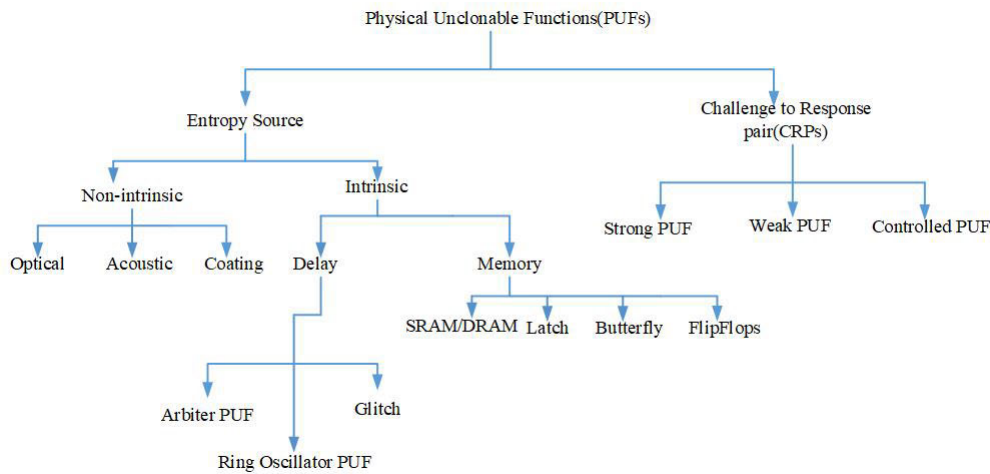 Physical Unclonable Functions(PUFs)
Entropy Source
Challenge to Response
pair(CRPs)
Non-intrinsic
Intrinsic
Strong PUF
Weak PUF
Controlled PUF
Optical
Acoustic
Coating
Delay
Memory
SRAM/DRAM
Latch
Butterfly
FlipFlops
Arbiter PUF
Glitch
Ring Oscillator PUF